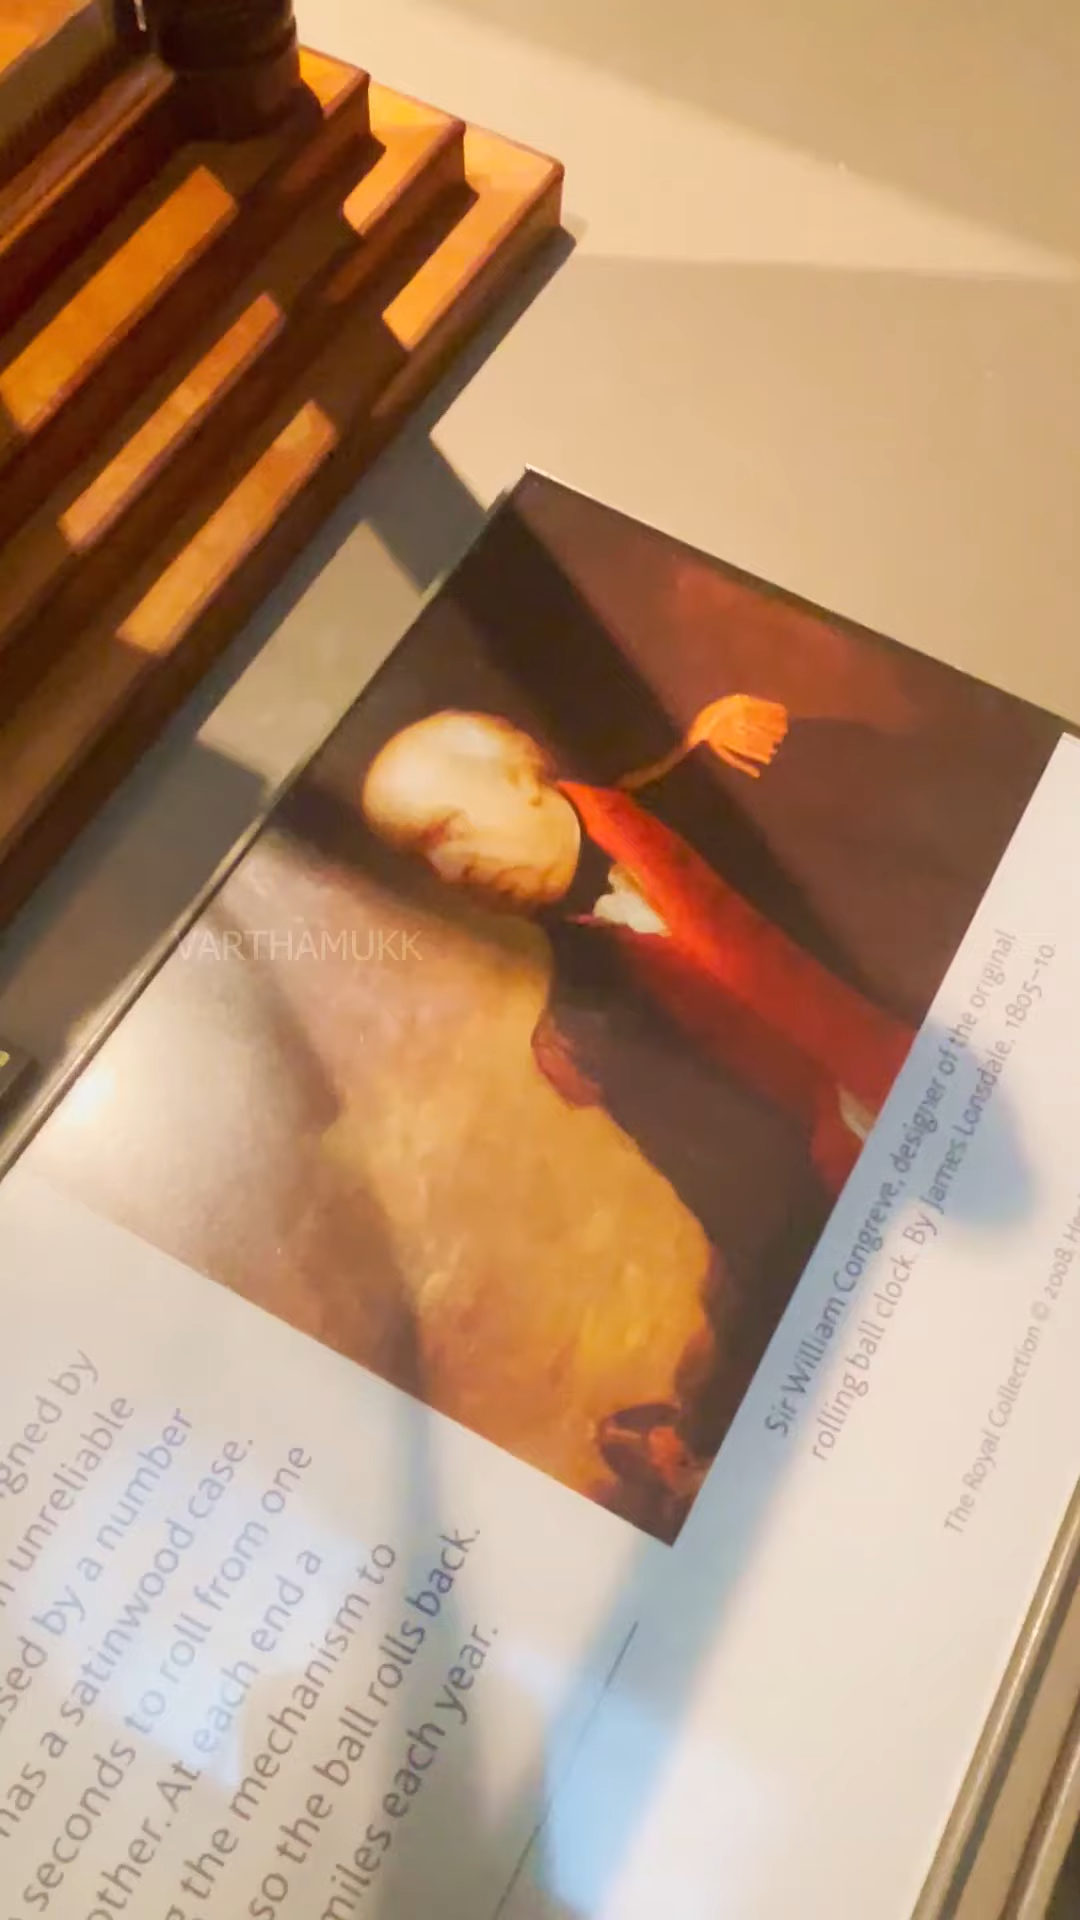 VARTHAMUKK
Sir William Congreve, designer of the original
rolling ball clock. By James Lonsdale, 1805–10.
The Royal Collection © 2008 Her
by
unreliable
by a number
has a satinwood case.
seconds to roll from one
other. At each end a
the mechanism to
so the ball rolls back.
miles each year.